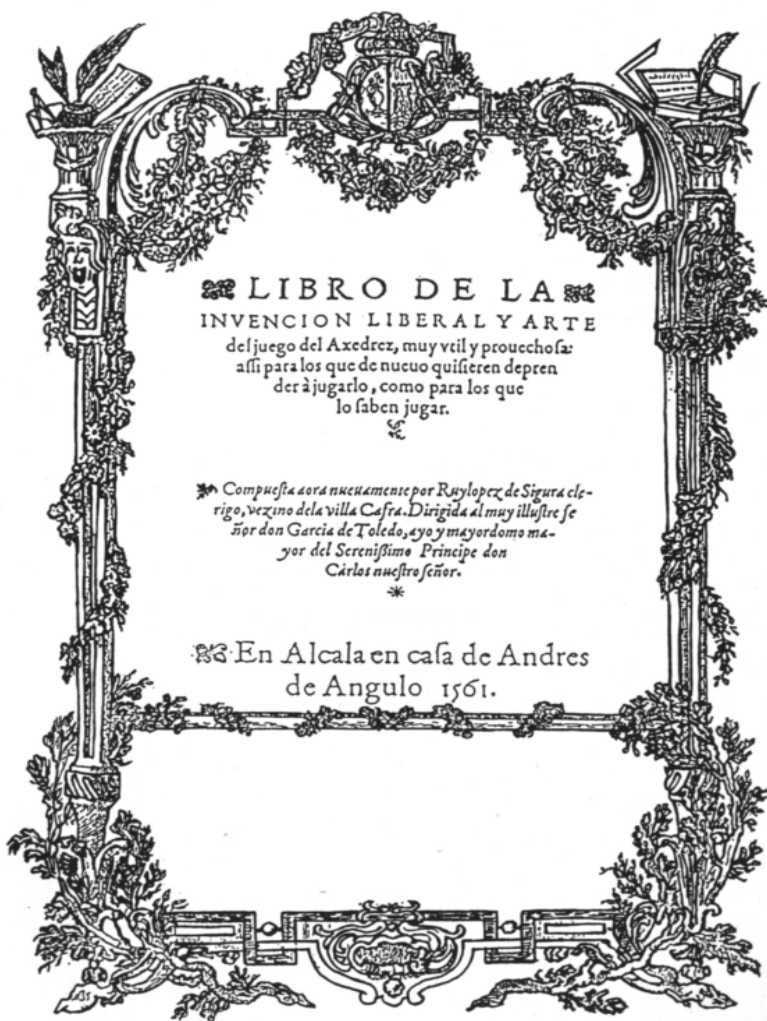 LIBRO DE LA
INVENCION LIBERAL Y ARTE
del juego del Axedrez, muy vtil y prouechoſa:
aſſi para los que de nueuo quiſieren depren
der à jugarlo, como para los que
lo ſaben jugar.
Compueſta aora nueuamente por Ruylopez de Sigura cle-
rigo, vezino dela villa Cafra. Dirigida al muy illuſtre ſe
ñor don Garcia de Toledo, ayo y mayordomo ma-
yor del Sereniſſimo Principe don
Cárlos nueſtro ſeñor.
En Alcala en caſa de Andres
de Angulo 1561.